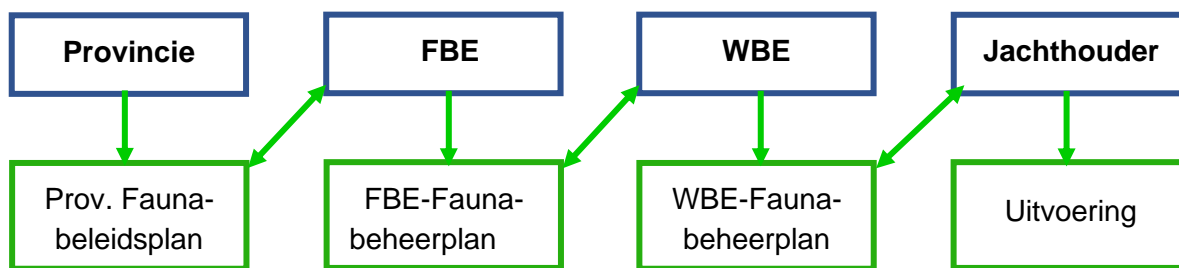 Provincie
FBE
WBE
Jachthouder
Prov. Fauna-
beleidsplan
FBE-Fauna-
beheerplan
WBE-Fauna-
beheerplan
Uitvoering